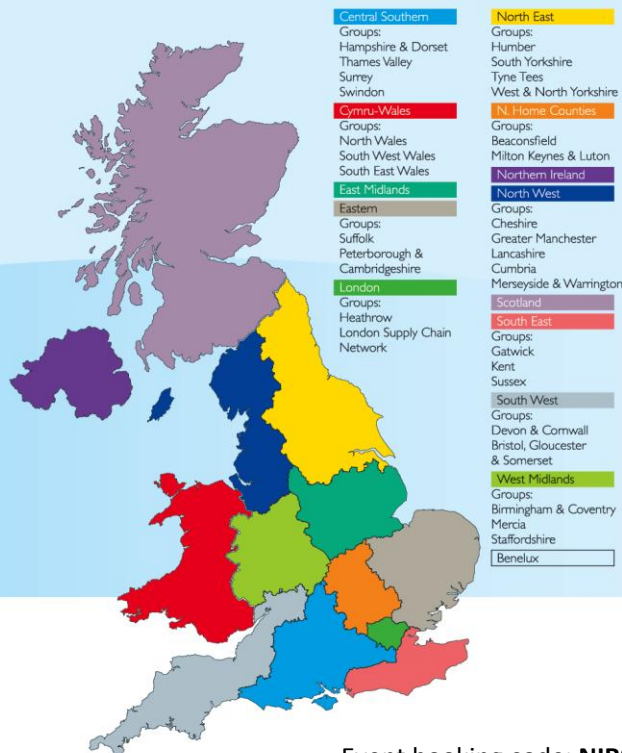 Central Southern
Groups:
Hampshire & Dorset
Thames Valley
Surrey
Swindon
Cymru-Wales
Groups:
North Wales
South West Wales
South East Wales
East Midlands
Eastern
Groups:
Suffolk
Peterborough &
Cambridgeshire
London
Groups:
Heathrow
London Supply Chain
Network
North East
Groups:
Humber
South Yorkshire
Tyne Tees
West & North Yorkshire
N. Home Counties
Groups:
Beaconsfield
Milton Keynes & Luton
Northern Ireland
North West
Groups:
Cheshire
Greater Manchester
Lancashire
Cumbria
Merseyside & Warrington
Scotland
South East
Groups:
Gatwick
Kent
Sussex
South West
Groups:
Devon & Cornwall
Bristol, Gloucester
& Somerset
West Midlands
Groups:
Birmingham & Coventry
Mercia
Staffordshire
Benelux
Event booking code: